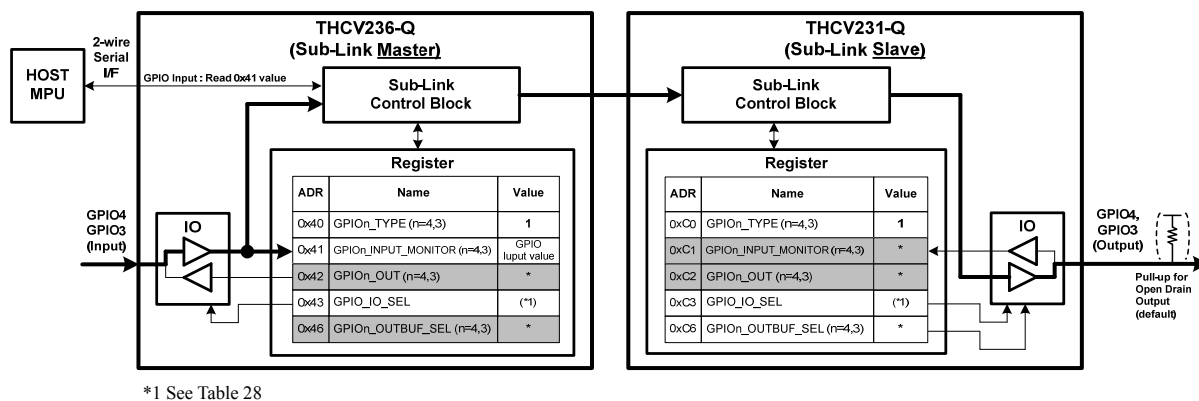 THCV236-Q
(Sub-Link Master)
THCV231-Q
(Sub-Link Slave)
HOST
MPU
2-wire
Serial
I/F
GPIO Input : Read 0x41 value
Sub-Link
Control Block
Sub-Link
Control Block
Register
ADR Name Value
0x40 GPIOn_TYPE (n=4,3) 1
0x41 GPIOn_INPUT_MONITOR (n=4,3) GPIO Iuput value
0x42 GPIOn_OUT (n=4,3) *
0x43 GPIO_IO_SEL (*1)
0x46 GPIOn_OUTBUF_SEL (n=4,3) *
GPIO4
GPIO3
(Input)
IO
Register
ADR Name Value
0xC0 GPIOn_TYPE (n=4,3) 1
0xC1 GPIOn_INPUT_MONITOR (n=4,3) *
0xC2 GPIOn_OUT (n=4,3) *
0xC3 GPIO_IO_SEL (*1)
0xC6 GPIOn_OUTBUF_SEL (n=4,3) *
IO
GPIO4,
GPIO3
(Output)
Pull-up for
Open Drain
Output
(default)
*1 See Table 28